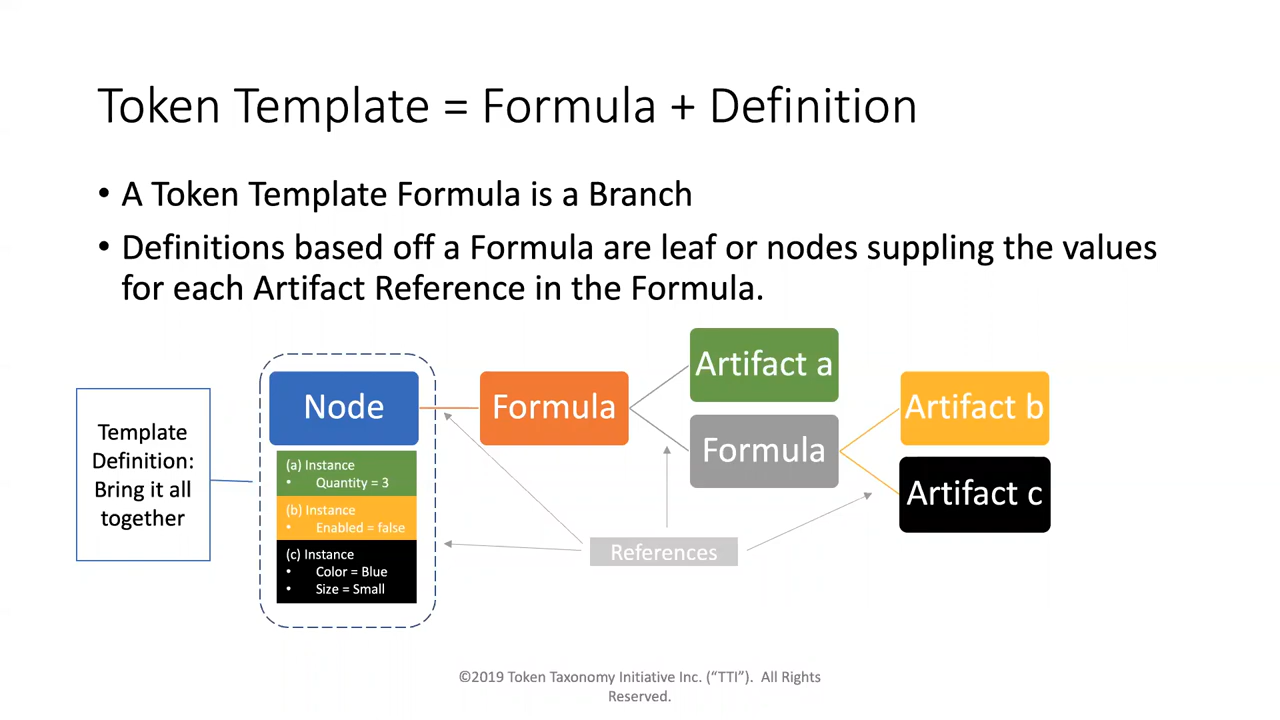 Token Template = Formula + Definition
• A Token Template Formula is a Branch
• Definitions based off a Formula are leaf or nodes suppling the values
for each Artifact Reference in the Formula.
Template
Definition:
Bring it all
together
Node
(a) Instance
• Quantity = 3
(b) Instance
• Enabled = false
(c) Instance
• Color = Blue
• Size = Small
Formula
Artifact a
Formula
Artifact b
Artifact c
References
©2019 Token Taxonomy Initiative Inc. (“TTI”). All Rights
Reserved.